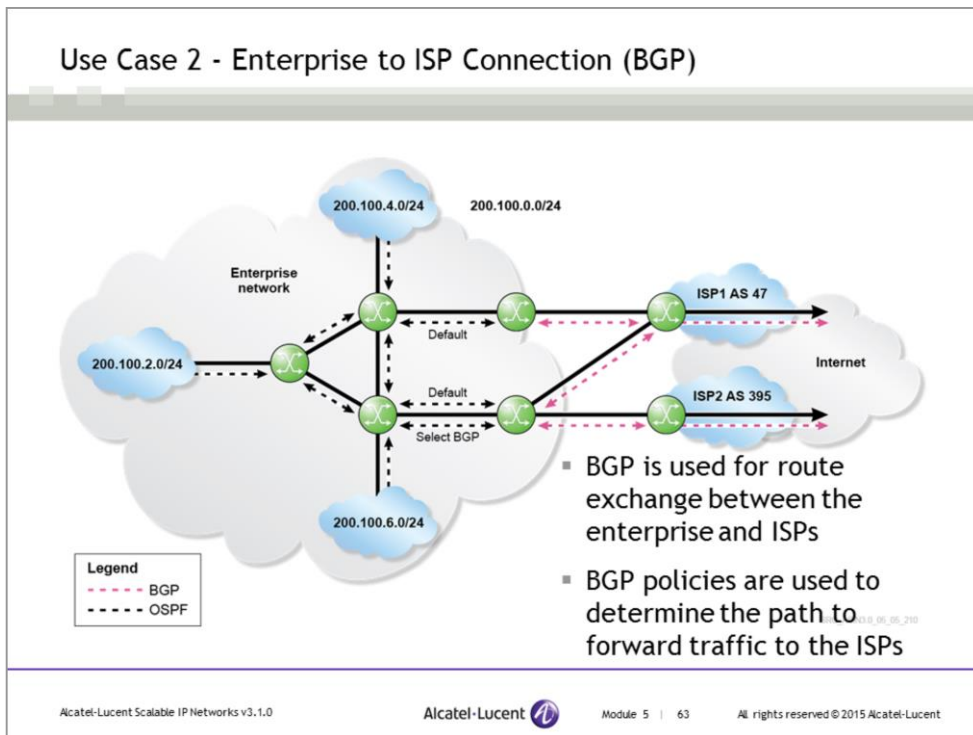 Use Case 2 - Enterprise to ISP Connection (BGP)
200.100.4.0/24
200.100.0.0/24
Enterprise
network
ISP1 AS 47
Default
200.100.2.0/24
Internet
Default
ISP2 AS 395
Select BGP
▪ BGP is used for route
exchange between the
enterprise and ISPs
200.100.6.0/24
Legend
BGP
OSPF
▪ BGP policies are used to
determine the path to
forward traffic to the ISPs
Alcatel-Lucent Scalable IP Networks v3.1.0
Alcatel·Lucent
Module 5 | 63
All rights reserved © 2015 Alcatel-Lucent